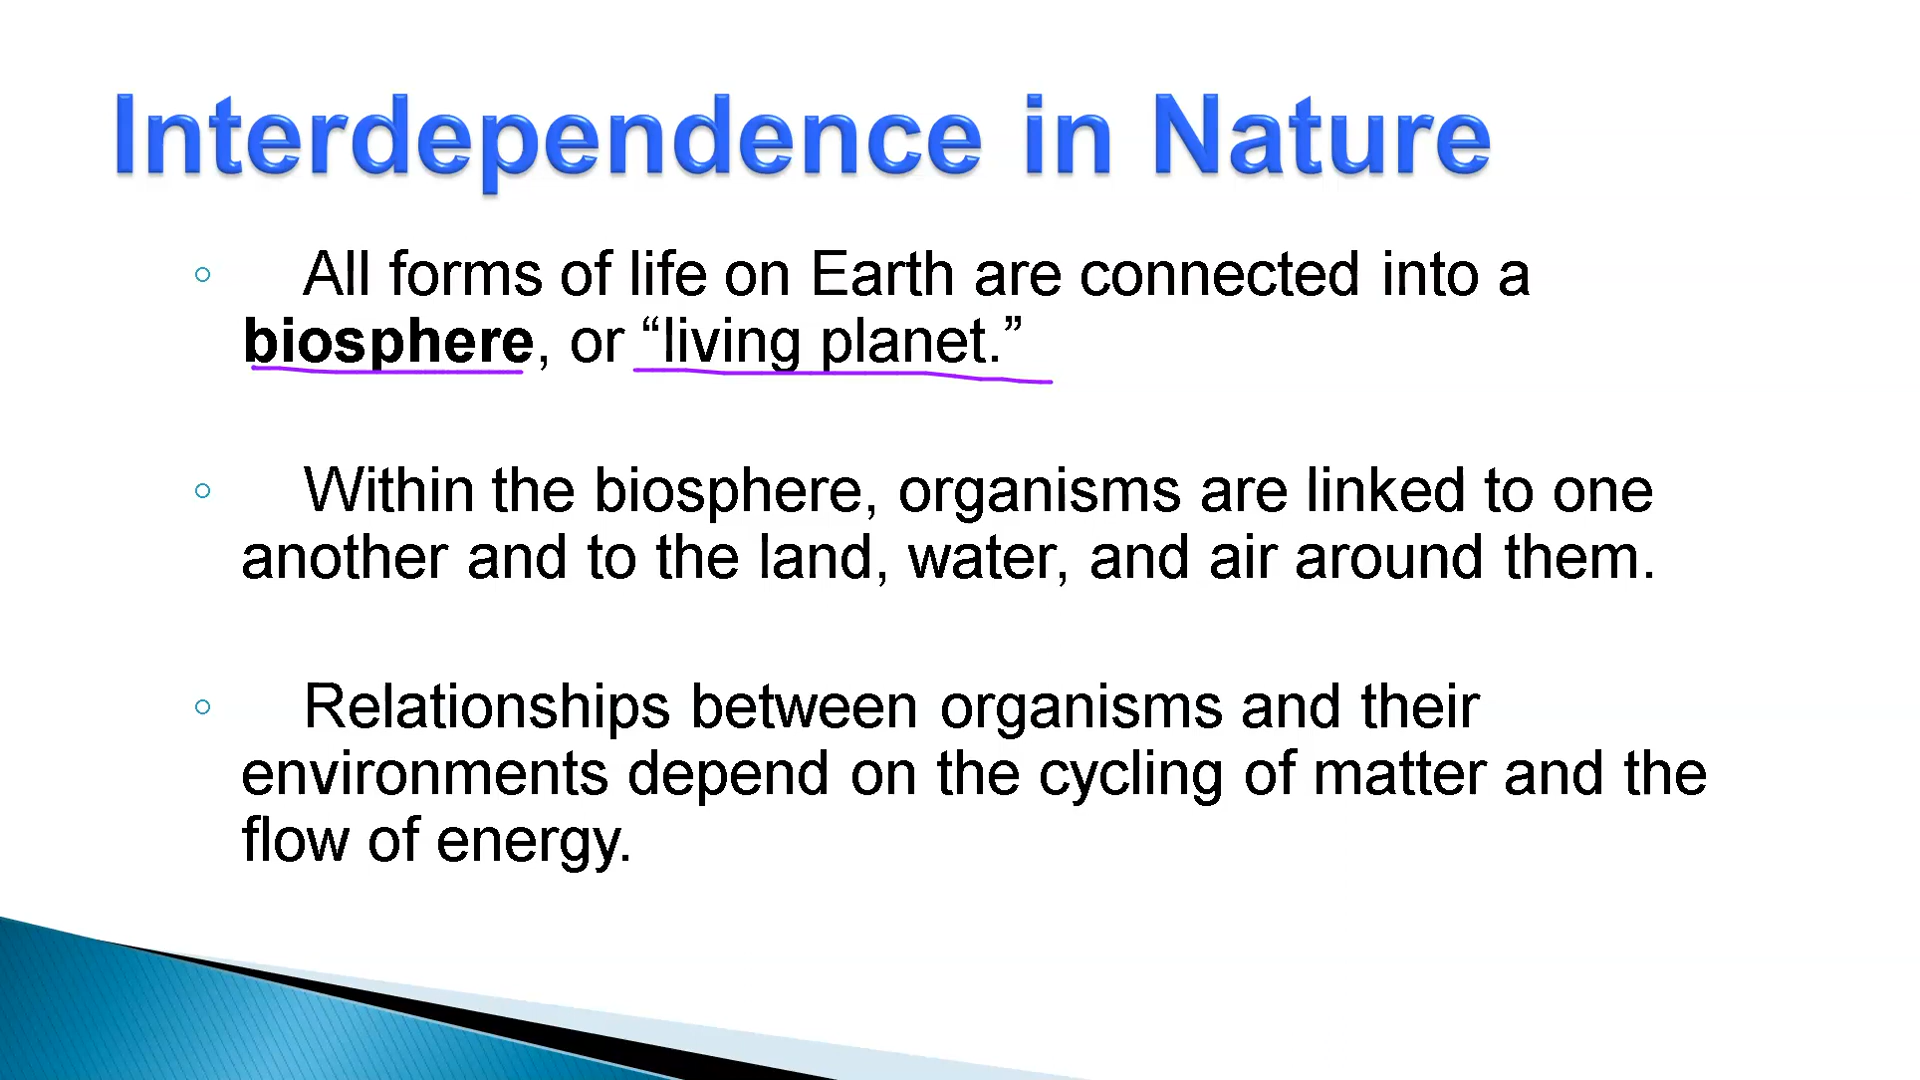 Interdependence in Nature
◦ All forms of life on Earth are connected into a
biosphere, or “living planet.”
◦ Within the biosphere, organisms are linked to one
another and to the land, water, and air around them.
◦ Relationships between organisms and their
environments depend on the cycling of matter and the
flow of energy.